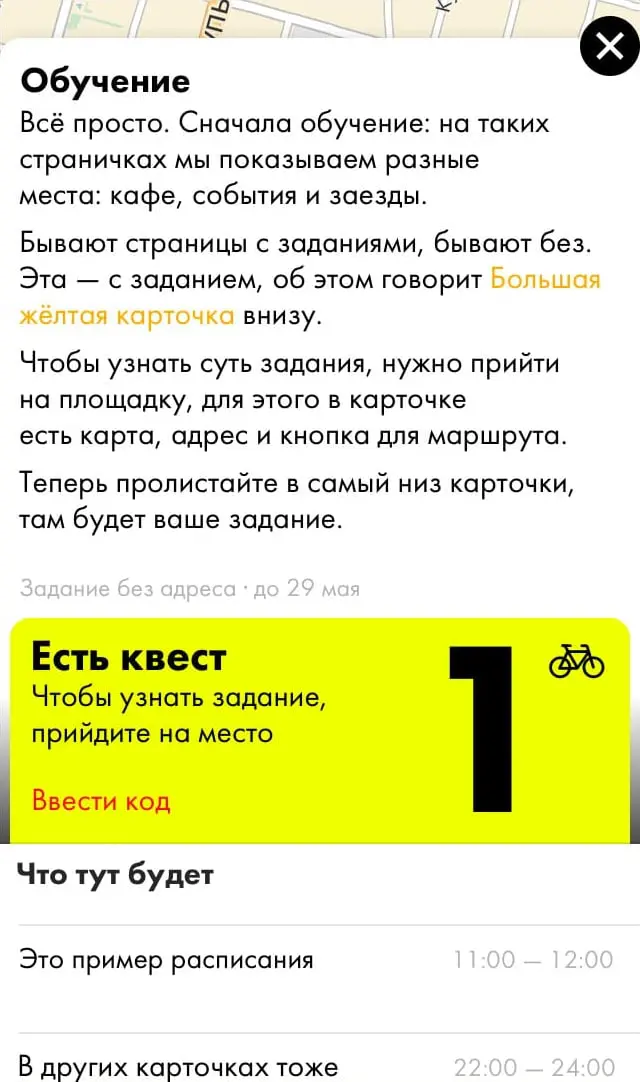 Обучение
Всё просто. Сначала обучение: на таких
страничках мы показываем разные
места: кафе, события и заезды.
Бывают страницы с заданиями, бывают без.
Эта — с заданием, об этом говорит Большая
жёлтая карточка внизу.
Чтобы узнать суть задания, нужно прийти
на площадку, для этого в карточке
есть карта, адрес и кнопка для маршрута.
Теперь пролистайте в самый низ карточки,
там будет ваше задание.
Задание без адреса · до 29 мая
Есть квест
Чтобы узнать задание,
прийдите на место
1
Ввести код
Что тут будет
Это пример расписания 11:00 — 12:00
В других карточках тоже 22:00 — 24:00